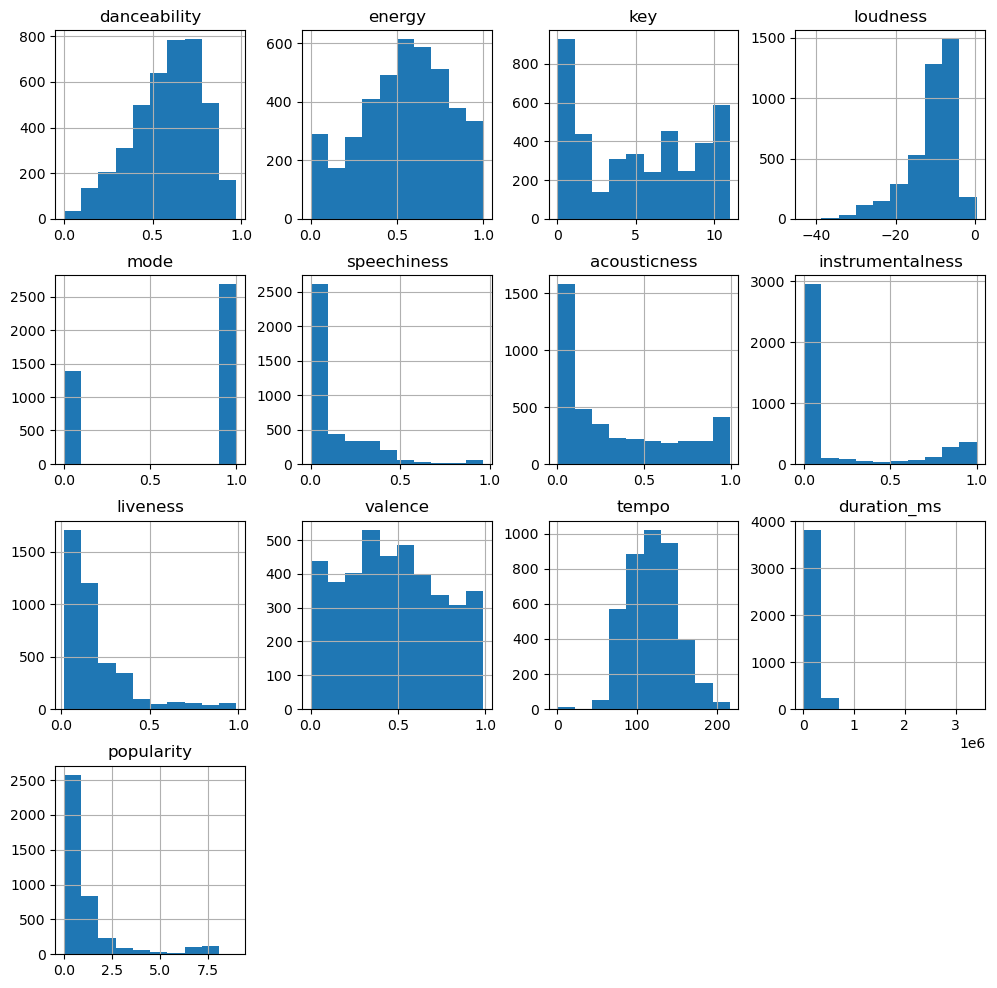 danceability energy key loudness
800 600 400 200 0
0.0 0.5 1.0
600 400 200 0
0.0 0.5 1.0
800 600 400 200 0
0 5 10
1500 1000 500 0
−40 −20 0
mode speechiness acousticness instrumentalness
2500 2000 1500 1000 500 0
0.0 0.5 1.0
2500 2000 1500 1000 500 0
0.0 0.5 1.0
1500 1000 500 0
0.0 0.5 1.0
3000 2000 1000 0
0.0 0.5 1.0
liveness valence tempo duration_ms
1500 1000 500 0
0.0 0.5 1.0
500 400 300 200 100 0
0.0 0.5 1.0
1000 800 600 400 200 0
0 100 200
4000 3000 2000 1000 0
0 1 2 3
1e6
popularity
2500 2000 1500 1000 500 0
0.0 2.5 5.0 7.5